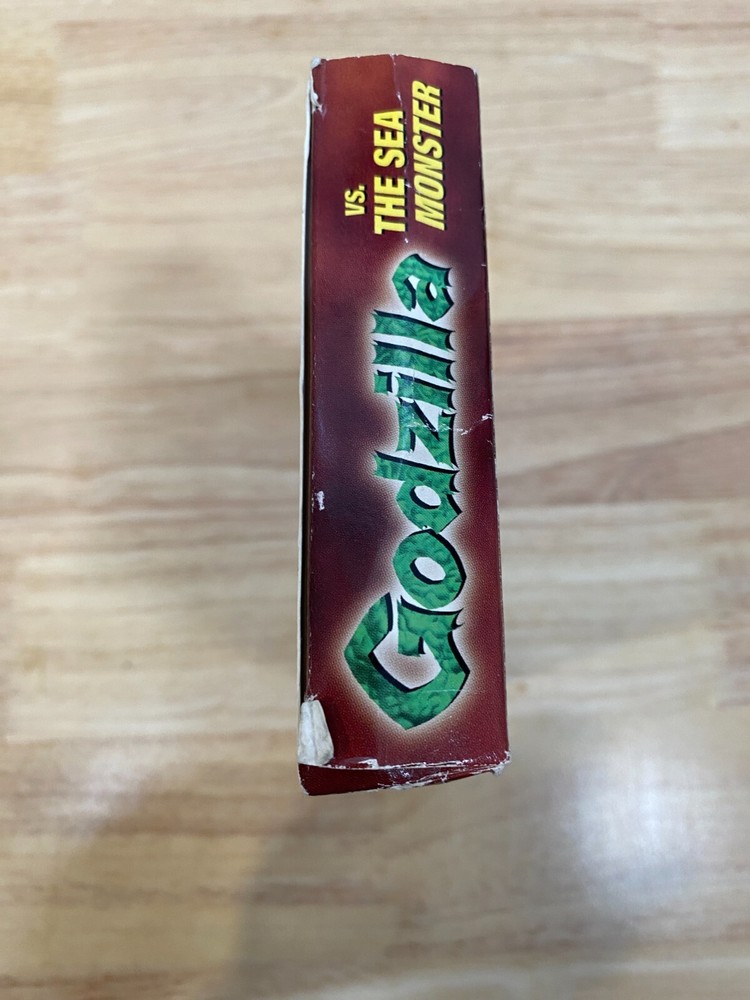 Godzilla
VS.
THE SEA
MONSTER